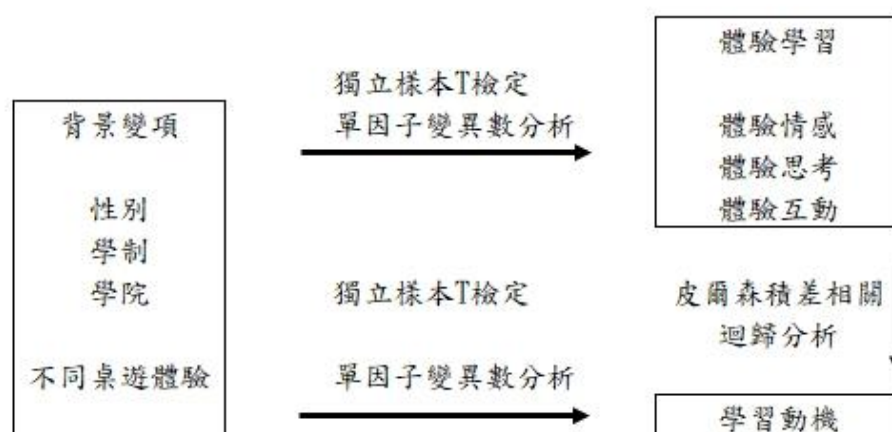 背景變項
性別
學制
學院
不同桌遊體驗
獨立樣本T檢定
單因子變異數分析
獨立樣本T檢定
單因子變異數分析
體驗學習
體驗情感
體驗思考
體驗互動
皮爾森積差相關
迴歸分析
學習動機